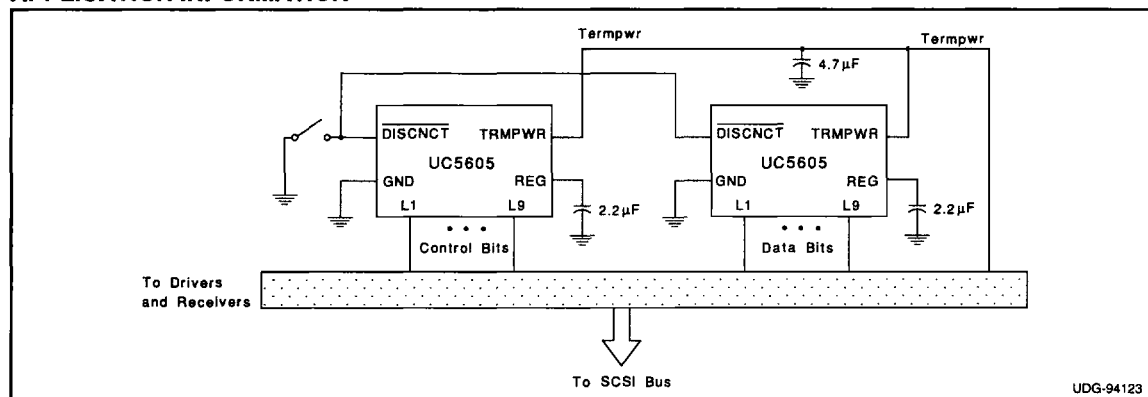 Termpwr
Termpwr
4.7µF
DISCNCT TRMPWR
UC5605
GND REG
L1 L9
2.2µF
Control Bits
DISCNCT TRMPWR
UC5605
GND REG
L1 L9
2.2µF
Data Bits
To Drivers
and Receivers
To SCSI Bus
UDG-94123